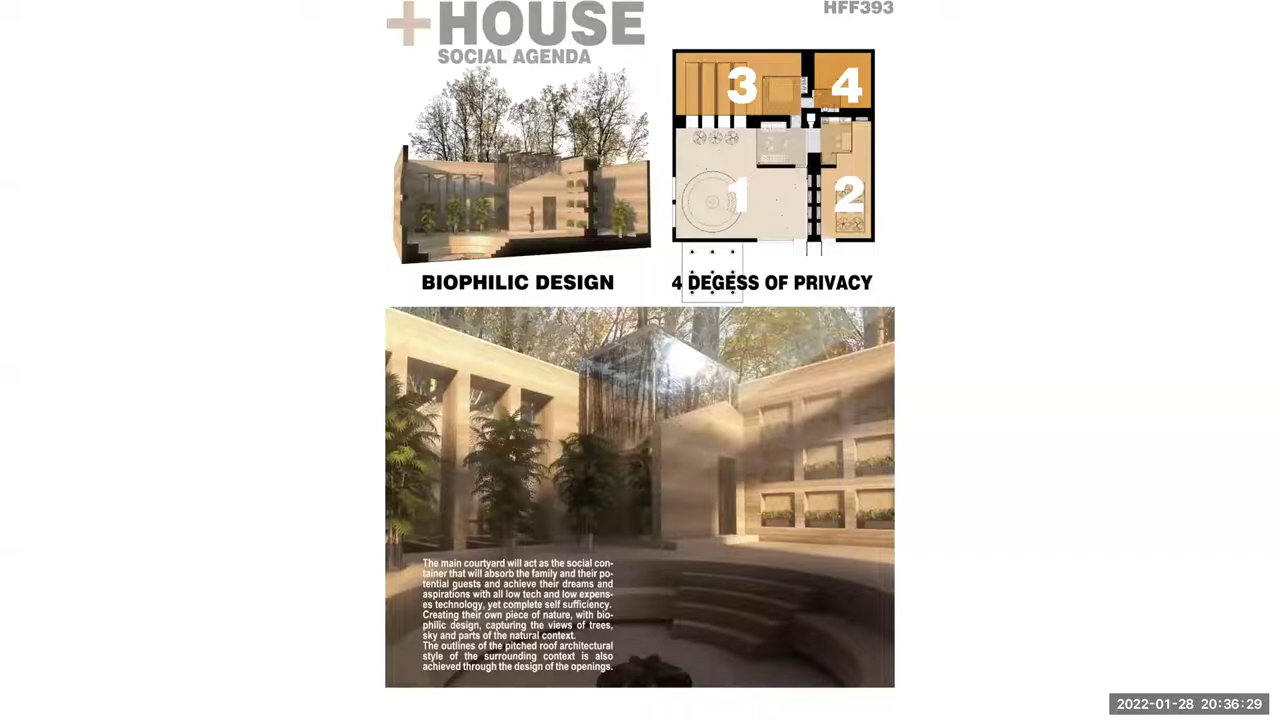 +HOUSE
HFF393
SOCIAL AGENDA
3
4
1
2
BIOPHILIC DESIGN
4 DEGESS OF PRIVACY
The main courtyard will act as the social con-
tainer that will absorb the family and their po-
tential guests and achieve their dreams and
aspirations with all low tech and low expens-
es technology, yet complete self sufficiency.
Creating their own piece of nature, with bio-
philic design, capturing the views of trees,
sky and parts of the natural context.
The outlines of the pitched roof architectural
style of the surrounding context is also
achieved through the design of the openings.
2022-01-28 20:36:29